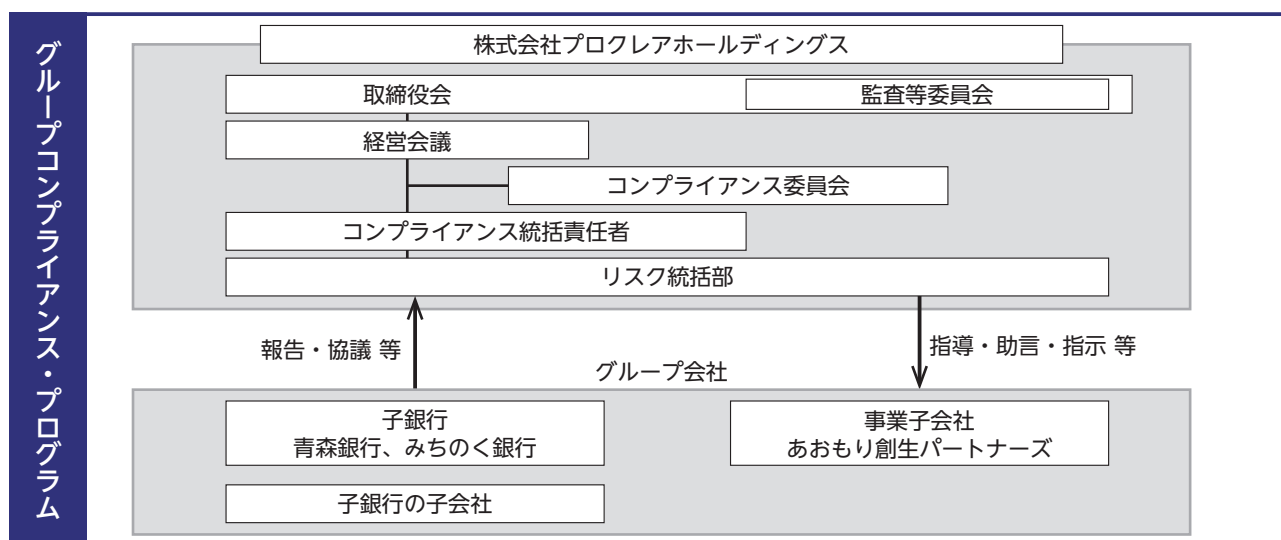 グループコンプライアンス・プログラム
株式会社プロクレアホールディングス
取締役会
監査等委員会
経営会議
コンプライアンス委員会
コンプライアンス統括責任者
リスク統括部
報告・協議 等
指導・助言・指示 等
グループ会社
子銀行
青森銀行、みちのく銀行
事業子会社
あおもり創生パートナーズ
子銀行の子会社